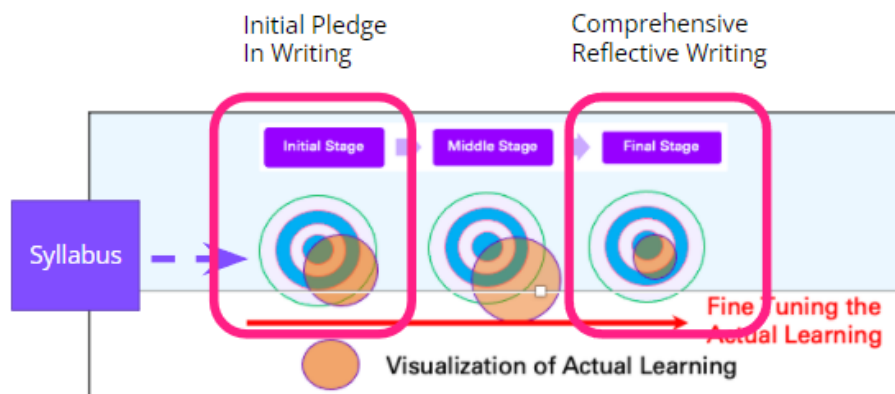 Initial Pledge
In Writing
Comprehensive
Reflective Writing
Initial Stage
Middle Stage
Final Stage
Syllabus
Fine Tuning the
Actual Learning
Visualization of Actual Learning